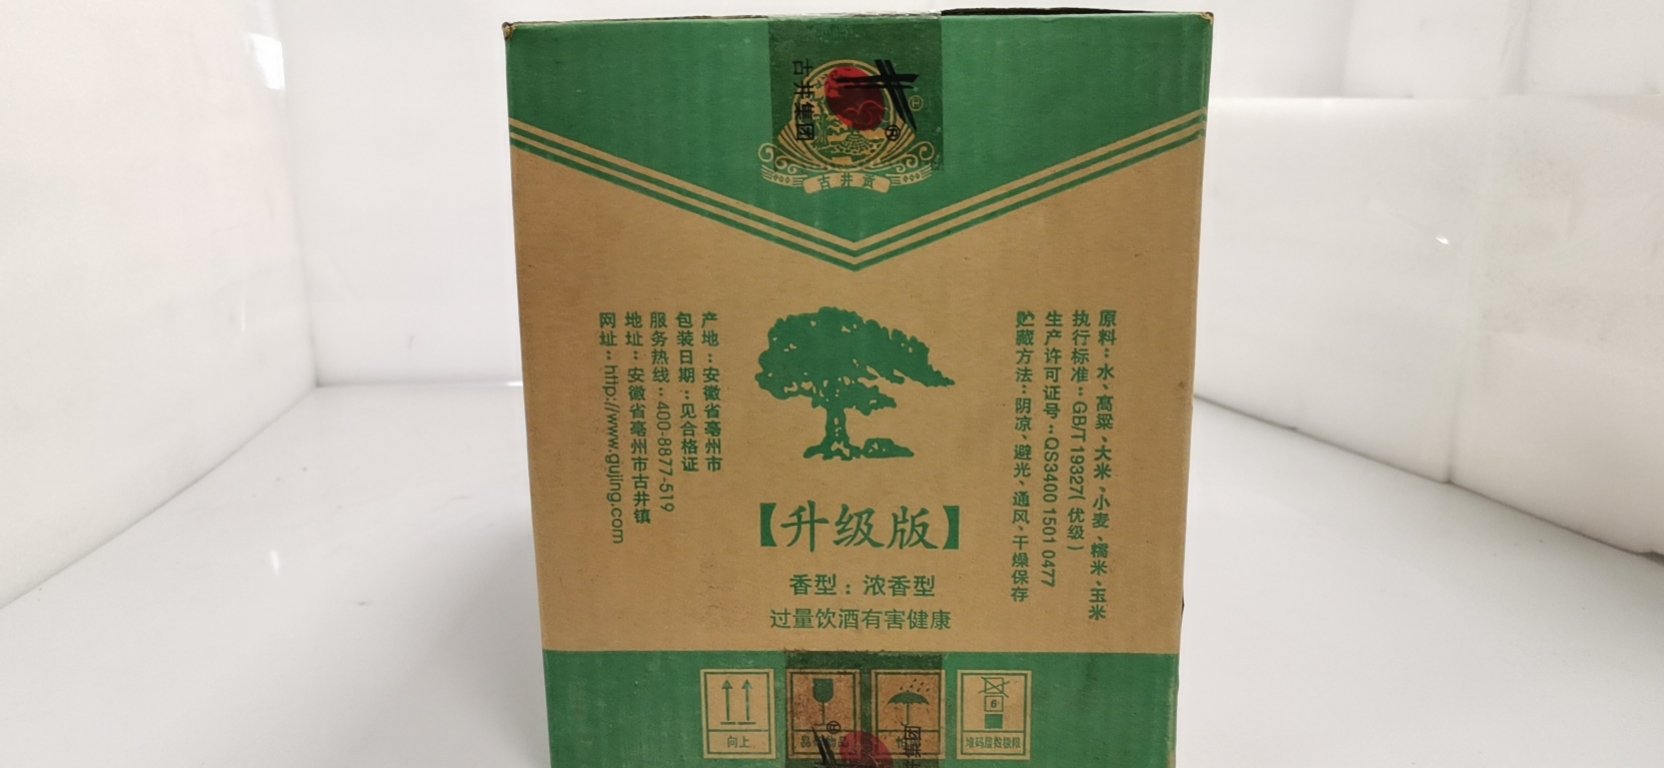 古井集团
古井贡
原料：水、高粱、大米、小麦、糯米、玉米
执行标准：GB/T19327(优级)
生产许可证号：QS3400 1501 0477
贮藏方法：阴凉、避光、通风、干燥保存
产地：安徽省亳州市
包装日期：见合格证
服务热线：400-8877-519
地址：安徽省亳州市古井镇
网址：http://www.gujing.com
【升级版】
香型：浓香型
过量饮酒有害健康
6
向上
堆码层数极限